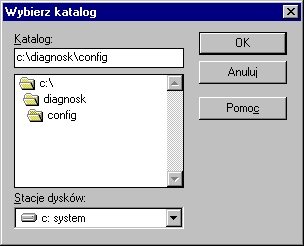 Wybierz katalog
Katalog:
OK
c:\diagnosk\config
Anuluj
c:\
diagnosk
config
Pomoc
Stacje dysków:
c: system